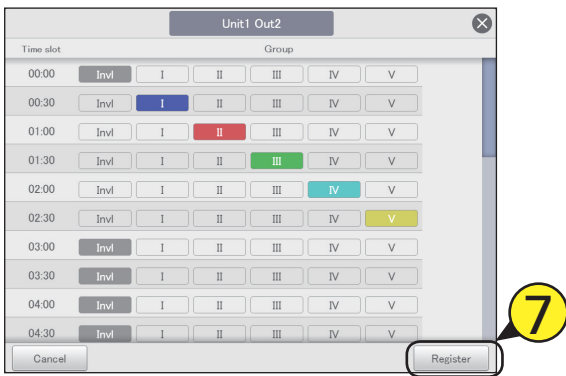 Unit1 Out2
Time slot Group
00:00 Invl I II III IV V
00:30 Invl I II III IV V
01:00 Invl I II III IV V
01:30 Invl I II III IV V
02:00 Invl I II III IV V
02:30 Invl I II III IV V
03:00 Invl I II III IV V
03:30 Invl I II III IV V
04:00 Invl I II III IV V
04:30 Invl I II III IV V
Cancel Register
7